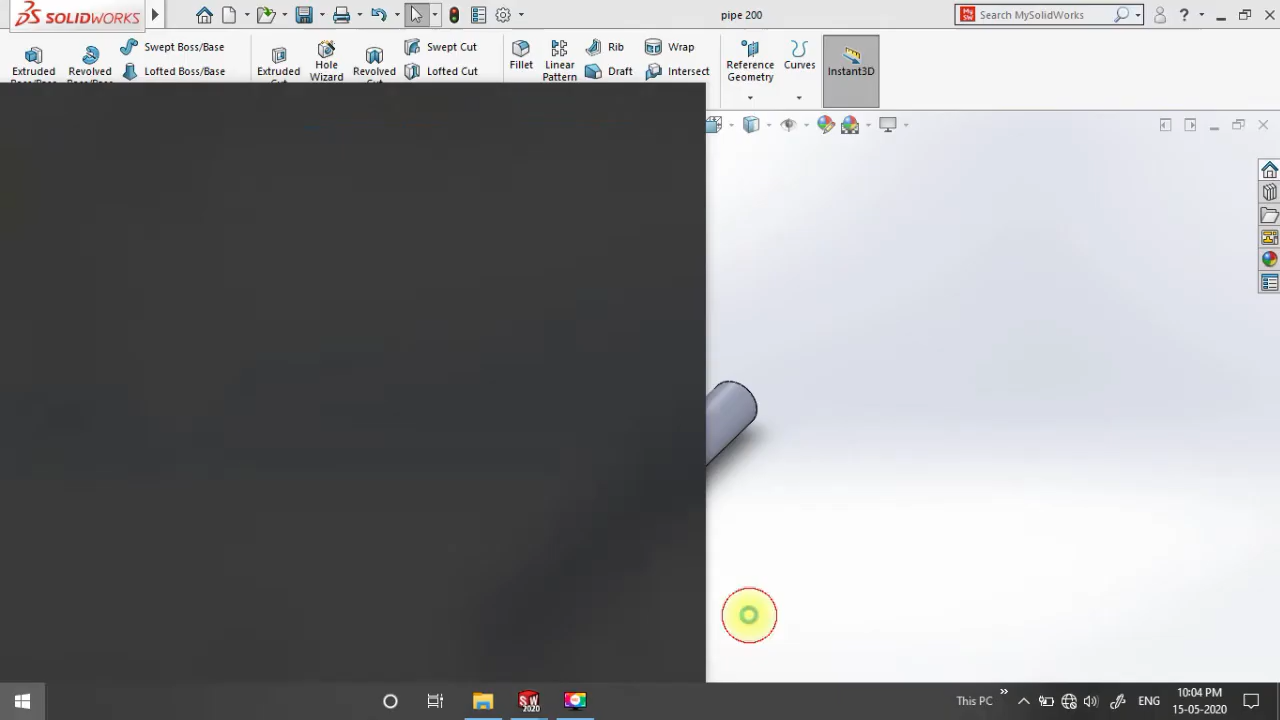 SOLIDWORKS
pipe 200
Search MySolidWorks
Swept Boss/Base
Wrap
Rib
Swept Cut
Extruded
Revolved
Lofted Boss/Base
Extruded
Hole
Wizard
Revolved
Lofted Cut
Fillet
Linear
Pattern
Draft
Intersect
Reference
Geometry
Curves
Instant3D
SW
2020
This PC
ENG
10:04 PM
15-05-2020